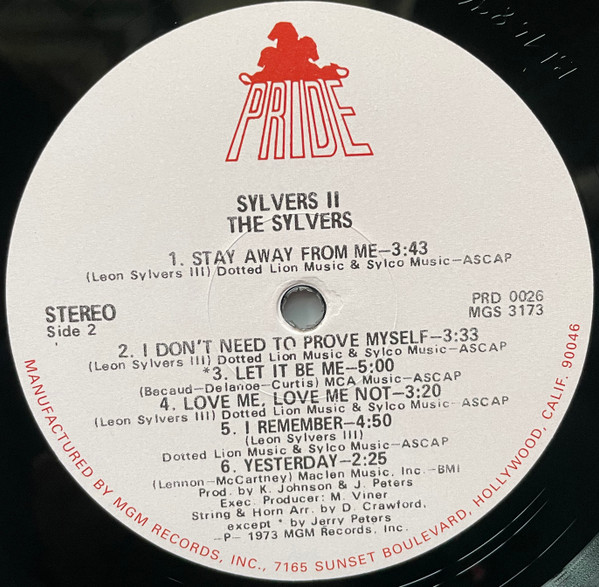 PRIDE
SYLVERS II
THE SYLVERS
1. STAY AWAY FROM ME—3:43
(Leon Sylvers III) Dotted Lion Music & Sylco Music—ASCAP
STEREO
Side 2
PRD 0026
MGS 3173
2. I DON'T NEED TO PROVE MYSELF—3:33
(Leon Sylvers III) Dotted Lion Music & Sylco Music—ASCAP
*3. LET IT BE ME—5:00
(Becaud—Delanoe—Curtis) MCA Music—ASCAP
4. LOVE ME, LOVE ME NOT—3:20
(Leon Sylvers III) Dotted Lion Music & Sylco Music—ASCAP
5. I REMEMBER—4:50
(Leon Sylvers III)
Dotted Lion Music & Sylco Music—ASCAP
6. YESTERDAY—2:25
(Lennon—McCartney) Maclen Music, Inc.—BMI
Prod. by K. Johnson & J. Peters
Exec. Producer: M. Viner
String & Horn Arr. by D. Crawford,
except * by Jerry Peters
—P— 1973 MGM Records, Inc.
MANUFACTURED BY MGM RECORDS, INC., 7165 SUNSET BOULEVARD, HOLLYWOOD, CALIF. 90046